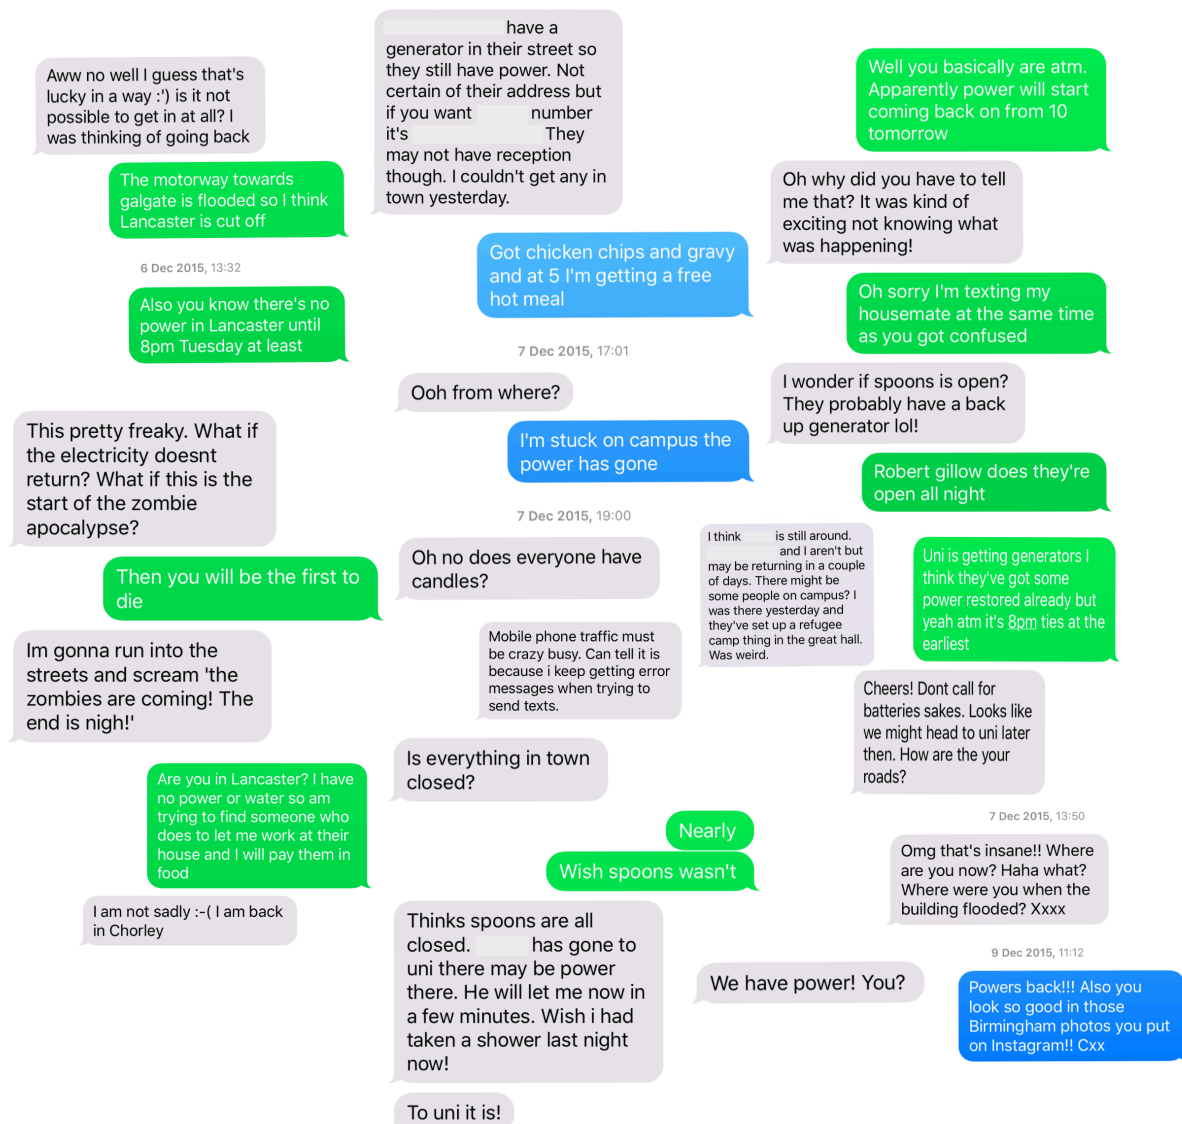 Aww no well I guess that's
lucky in a way :') is it not
possible to get in at all? I
was thinking of going back
The motorway towards
galgate is flooded so I think
Lancaster is cut off
6 Dec 2015, 13:32
Also you know there's no
power in Lancaster until
8pm Tuesday at least
This pretty freaky. What if
the electricity doesnt
return? What if this is the
start of the zombie
apocalypse?
Then you will be the first to
die
Im gonna run into the
streets and scream 'the
zombies are coming! The
end is nigh!'
Are you in Lancaster? I have
no power or water so am
trying to find someone who
does to let me work at their
house and I will pay them in
food
I am not sadly :-( I am back
in Chorley
have a
generator in their street so
they still have power. Not
certain of their address but
if you want number
it's They
may not have reception
though. I couldn't get any in
town yesterday.
Got chicken chips and gravy
and at 5 I'm getting a free
hot meal
7 Dec 2015, 17:01
Ooh from where?
I'm stuck on campus the
power has gone
7 Dec 2015, 19:00
Oh no does everyone have
candles?
Mobile phone traffic must
be crazy busy. Can tell it is
because i keep getting error
messages when trying to
send texts.
Is everything in town
closed?
Nearly
Wish spoons wasn't
Thinks spoons are all
closed. has gone to
uni there may be power
there. He will let me now in
a few minutes. Wish i had
taken a shower last night
now!
To uni it is!
Well you basically are atm.
Apparently power will start
coming back on from 10
tomorrow
Oh why did you have to tell
me that? It was kind of
exciting not knowing what
was happening!
Oh sorry I'm texting my
housemate at the same time
as you got confused
I wonder if spoons is open?
They probably have a back
up generator lol!
Robert gillow does they're
open all night
I think is still around.
and I aren't but
may be returning in a couple
of days. There might be
some people on campus? I
was there yesterday and
they've set up a refugee
camp thing in the great hall.
Was weird.
Uni is getting generators I
think they've got some
power restored already but
yeah atm it's 8pm ties at the
earliest
Cheers! Dont call for
batteries sakes. Looks like
we might head to uni later
then. How are the your
roads?
7 Dec 2015, 13:50
Omg that's insane!! Where
are you now? Haha what?
Where were you when the
building flooded? Xxxx
We have power! You?
9 Dec 2015, 11:12
Powers back!!! Also you
look so good in those
Birmingham photos you put
on Instagram!! Cxx